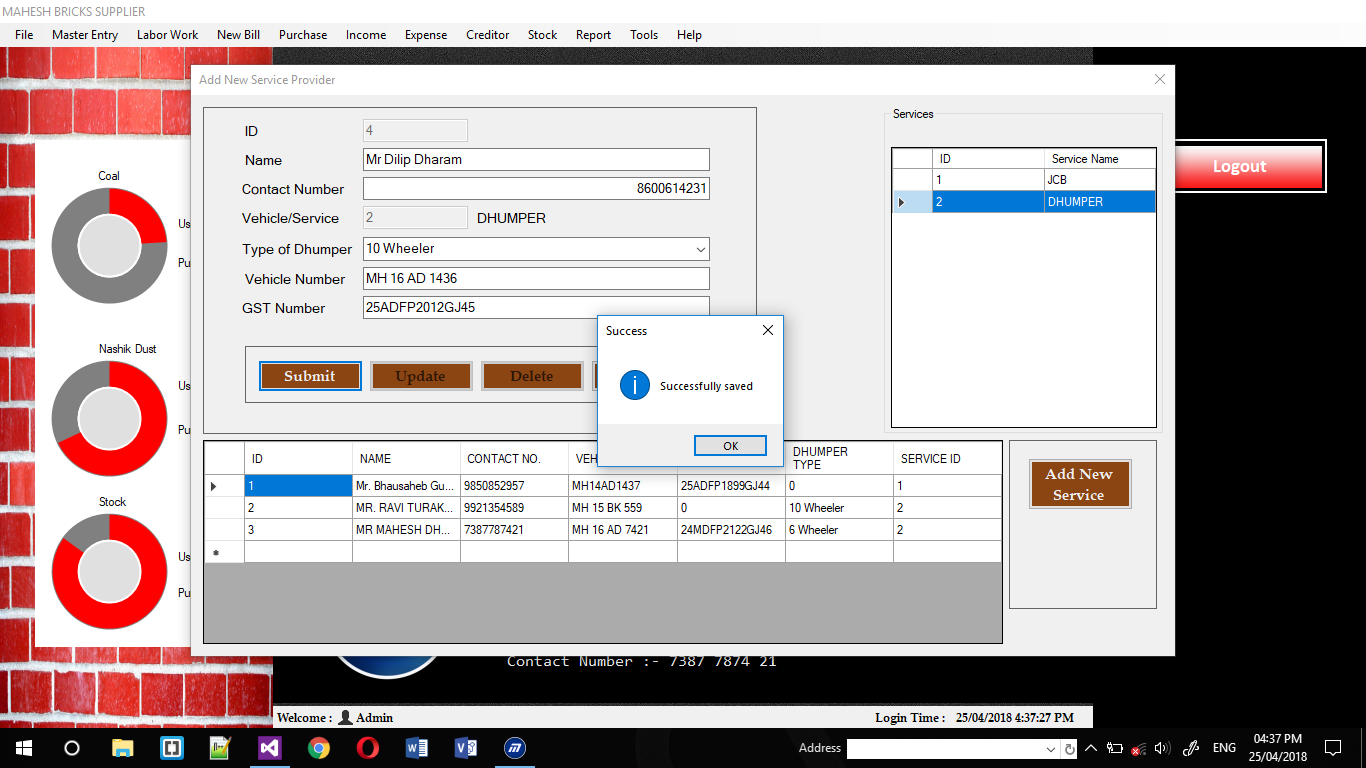 MAHESH BRICKS SUPPLIER
File Master Entry Labor Work New Bill Purchase Income Expense Creditor Stock Report Tools Help
Add New Service Provider
ID 4
Name Mr Dilip Dharam
Contact Number 8600614231
Vehicle/Service 2 DHUMPER
Type of Dhumper 10 Wheeler
Vehicle Number MH 16 AD 1436
GST Number 25ADFP2012GJ45
Submit Update Delete
Services
ID Service Name
1 JCB
2 DHUMPER
Logout
Coal
Us
Pu
Nashik Dust
Us
Pu
Stock
Us
Pu
Success
Successfully saved
OK
ID NAME CONTACT NO. VEH DHUMPER TYPE SERVICE ID
1 Mr. Bhausaheb Gu... 9850852957 MH14AD1437 25ADFP1899GJ44 0 1
2 MR. RAVI TURAK... 9921354589 MH 15 BK 559 0 10 Wheeler 2
3 MR MAHESH DH... 7387787421 MH 16 AD 7421 24MDFP2122GJ46 6 Wheeler 2
Add New
Service
Contact Number :- 7387 7874 21
Welcome : Admin Login Time : 25/04/2018 4:37:27 PM
Address ENG 04:37 PM
25/04/2018